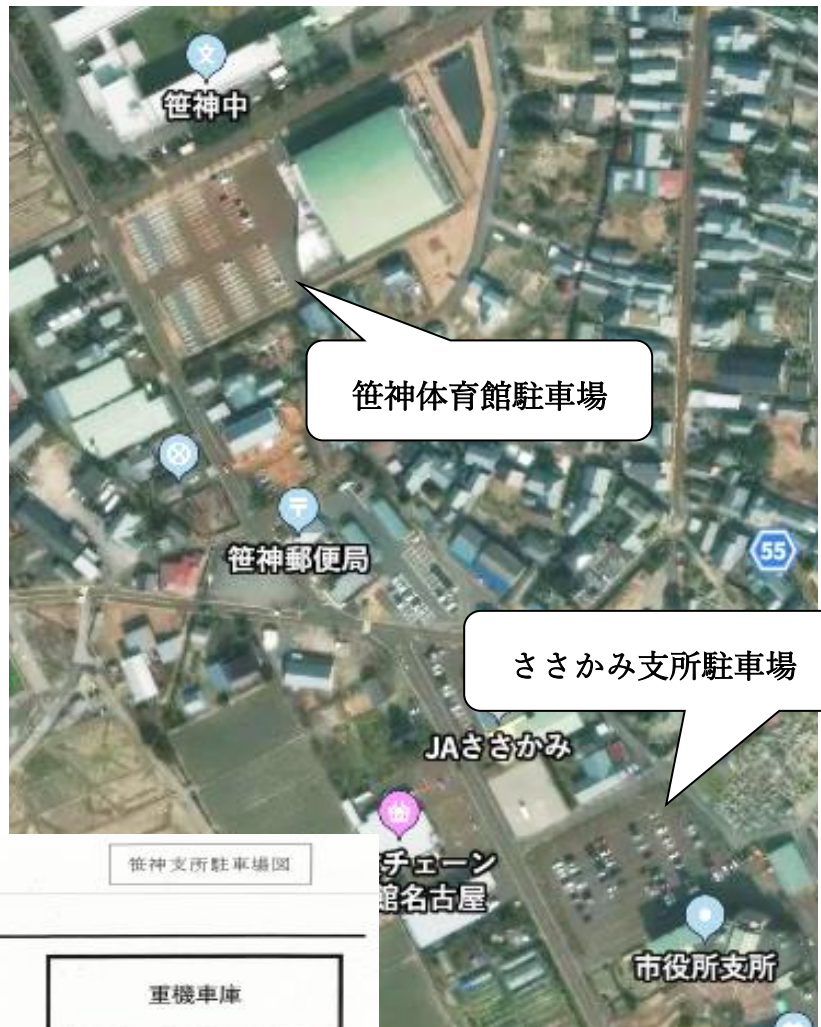 文
笹神中
笹神体育館駐車場
笹神郵便局
55
ささかみ支所駐車場
JAささかみ
チェーン
館名古屋
市役所支所
笹神支所駐車場図
重機車庫